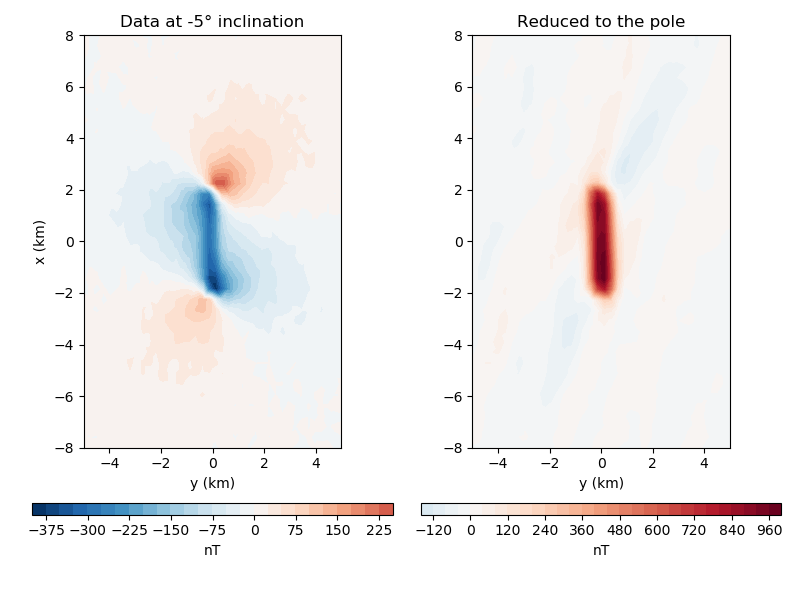 Data at -5° inclination
Reduced to the pole
8
6
4
2
0
−2
−4
−6
−8
x (km)
−4 −2 0 2 4
y (km)
8
6
4
2
0
−2
−4
−6
−8
−4 −2 0 2 4
y (km)
−375 −300 −225 −150 −75 0 75 150 225
nT
−120 0 120 240 360 480 600 720 840 960
nT